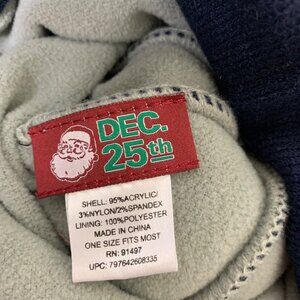 DEC.
25th
SHELL: 95%ACRYLIC/
3%NYLON/2%SPANDEX
LINING: 100%POLYESTER
MADE IN CHINA
ONE SIZE FITS MOST
RN: 91497
UPC: 797642608335